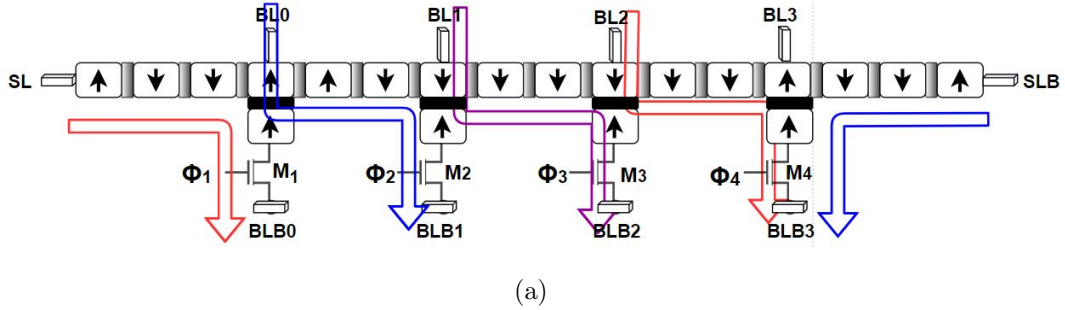 BL0 BL1 BL2 BL3
SL SLB
Φ1 M1 Φ2 M2 Φ3 M3 Φ4 M4
BLB0 BLB1 BLB2 BLB3
(a)